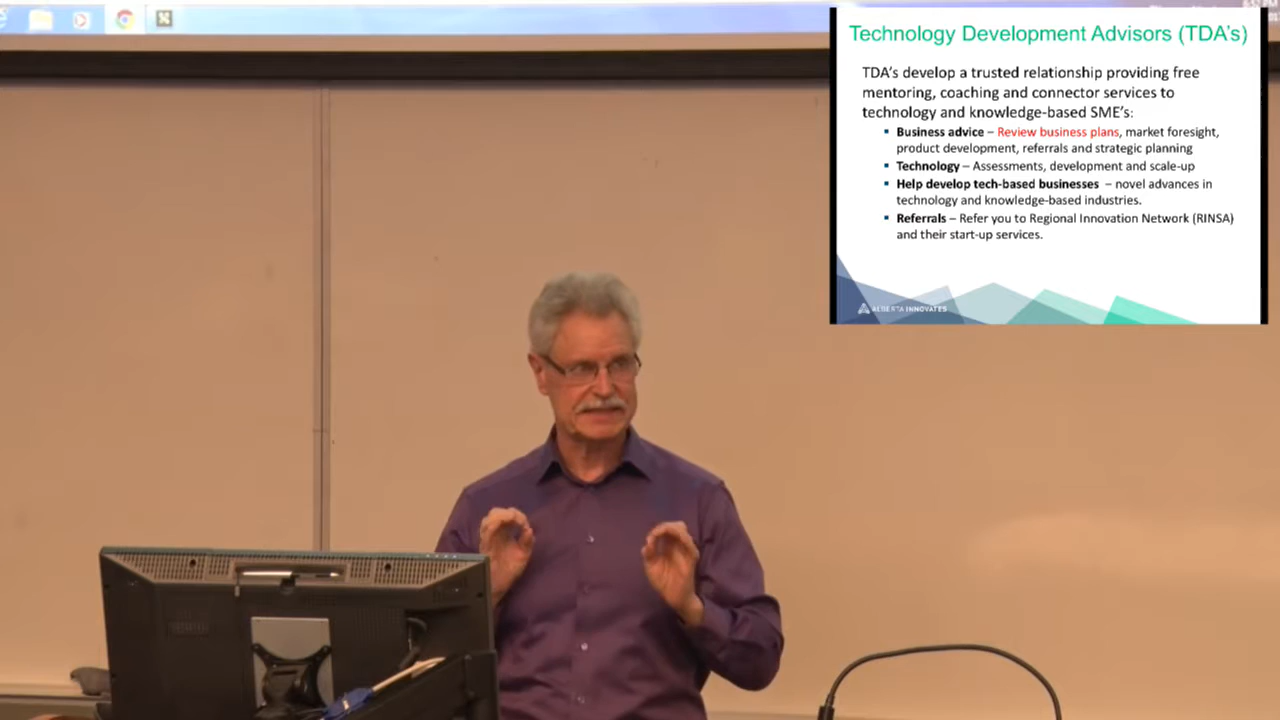 Technology Development Advisors (TDA's)
TDA's develop a trusted relationship providing free
mentoring, coaching and connector services to
technology and knowledge-based SME's:
▪ Business advice – Review business plans, market foresight,
product development, referrals and strategic planning
▪ Technology – Assessments, development and scale-up
▪ Help develop tech-based businesses – novel advances in
technology and knowledge-based industries.
▪ Referrals – Refer you to Regional Innovation Network (RINSA)
and their start-up services.
ALBERTA INNOVATES